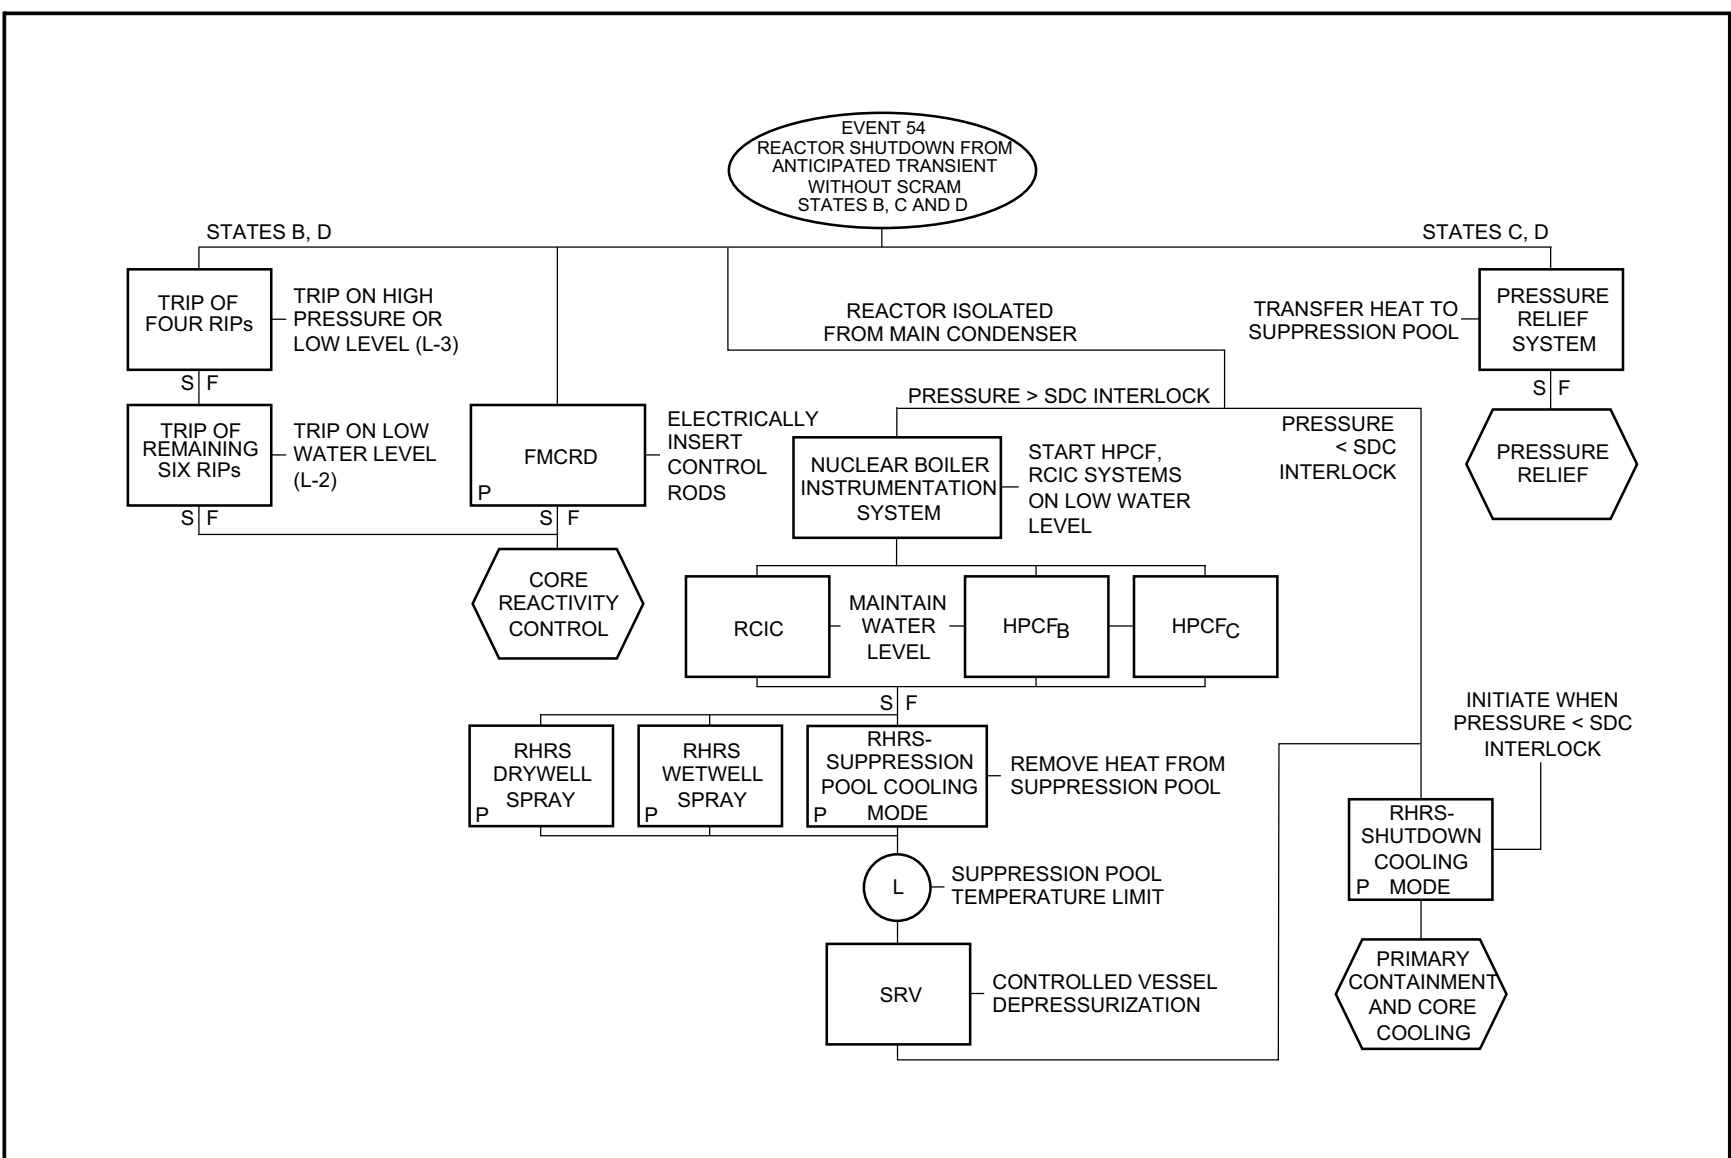 EVENT 54
REACTOR SHUTDOWN FROM
ANTICIPATED TRANSIENT
WITHOUT SCRAM
STATES B, C AND D
STATES B, D
STATES C, D
TRIP OF
FOUR RIPs
TRIP ON HIGH
PRESSURE OR
LOW LEVEL (L-3)
REACTOR ISOLATED
FROM MAIN CONDENSER
TRANSFER HEAT TO
SUPPRESSION POOL
PRESSURE
RELIEF
SYSTEM
S F
S F
TRIP OF
REMAINING
SIX RIPs
TRIP ON LOW
WATER LEVEL
(L-2)
S F
FMCRD
P
ELECTRICALLY
INSERT
CONTROL
RODS
S F
CORE
REACTIVITY
CONTROL
PRESSURE > SDC INTERLOCK
PRESSURE
< SDC
INTERLOCK
PRESSURE
RELIEF
NUCLEAR BOILER
INSTRUMENTATION
SYSTEM
START HPCF,
RCIC SYSTEMS
ON LOW WATER
LEVEL
RCIC
MAINTAIN
WATER
LEVEL
HPCFB
HPCFC
S F
RHRS
DRYWELL
SPRAY
P
RHRS
WETWELL
SPRAY
P
RHRS-
SUPPRESSION
POOL COOLING
P MODE
REMOVE HEAT FROM
SUPPRESSION POOL
INITIATE WHEN
PRESSURE < SDC
INTERLOCK
RHRS-
SHUTDOWN
COOLING
P MODE
L
SUPPRESSION POOL
TEMPERATURE LIMIT
SRV
CONTROLLED VESSEL
DEPRESSURIZATION
PRIMARY
CONTAINMENT
AND CORE
COOLING